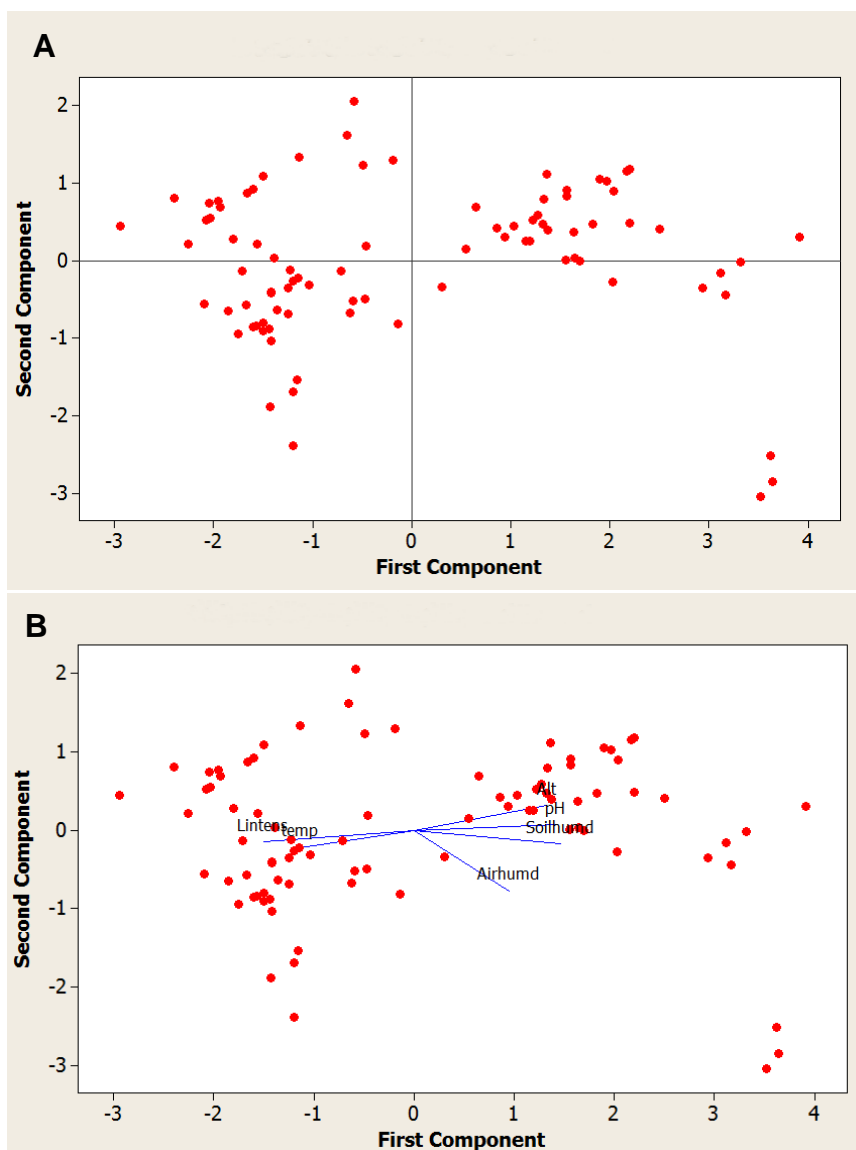 A
2
1
0
-1
-2
-3
Second Component
-3 -2 -1 0 1 2 3 4
First Component
B
2
1
0
-1
-2
-3
Second Component
Alt
pH
Lintens
temp
Soilhumd
Airhumd
-3 -2 -1 0 1 2 3 4
First Component